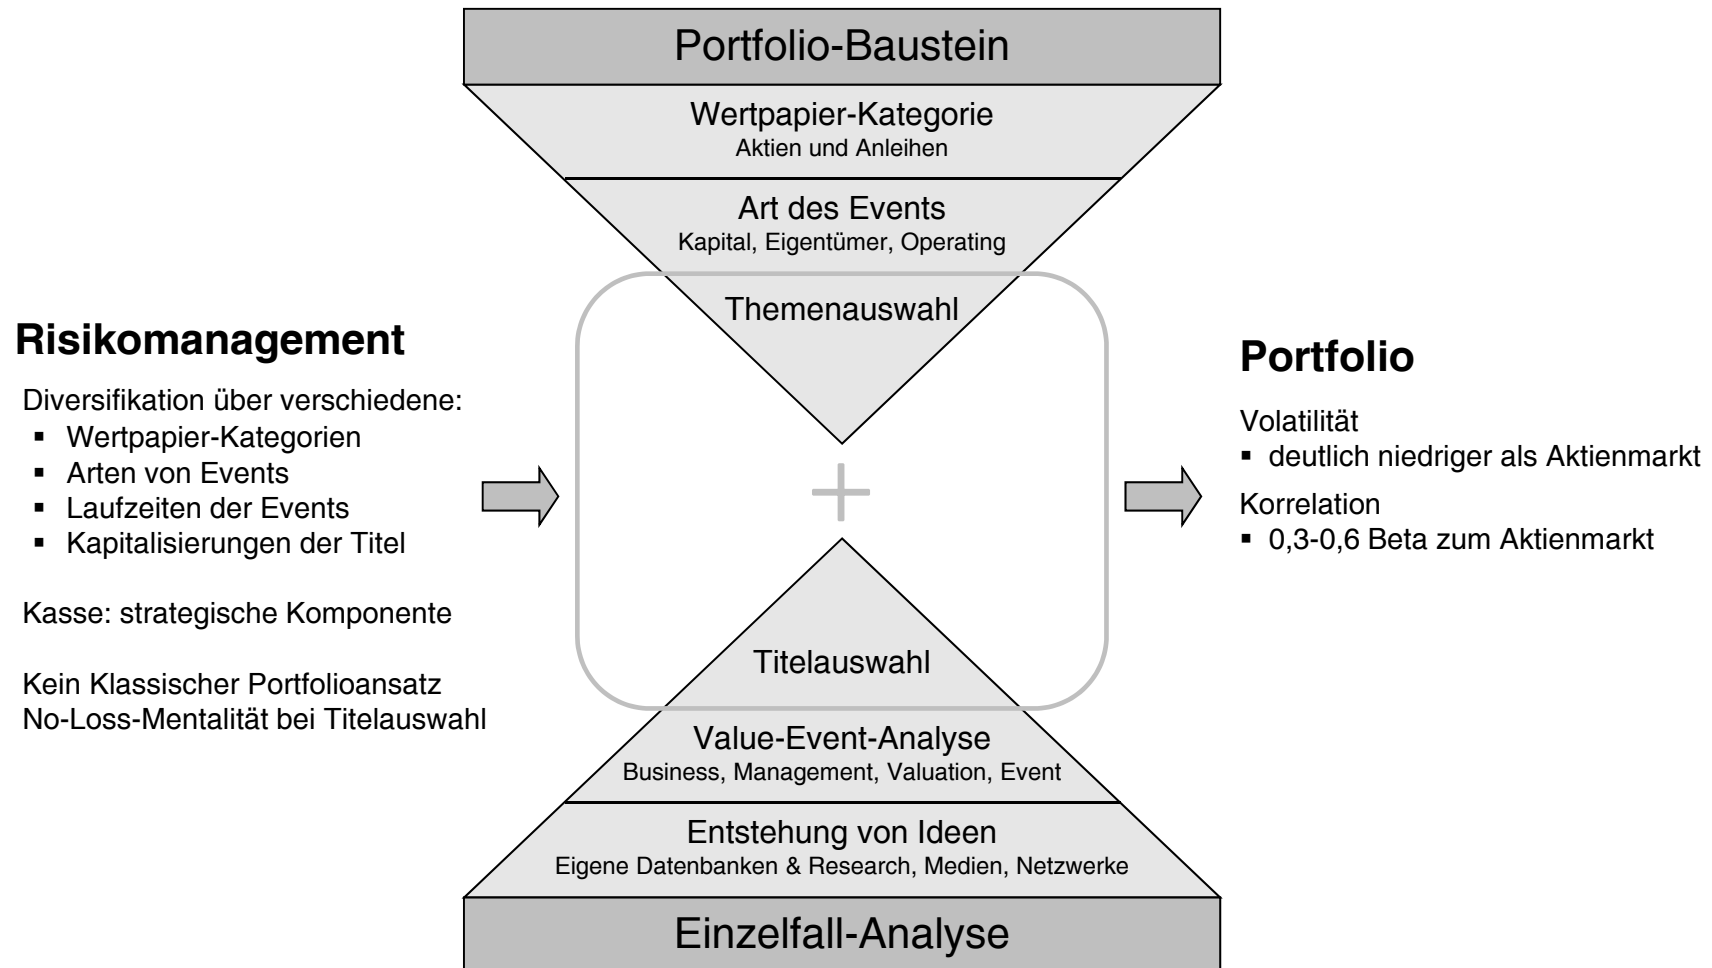 Portfolio-Baustein
Wertpapier-Kategorie
Aktien und Anleihen
Art des Events
Kapital, Eigentümer, Operating
Themenauswahl
Risikomanagement
Diversifikation über verschiedene:
▪ Wertpapier-Kategorien
▪ Arten von Events
▪ Laufzeiten der Events
▪ Kapitalisierungen der Titel
Kasse: strategische Komponente
Kein Klassischer Portfolioansatz
No-Loss-Mentalität bei Titelauswahl
+
Portfolio
Volatilität
▪ deutlich niedriger als Aktienmarkt
Korrelation
▪ 0,3-0,6 Beta zum Aktienmarkt
Titelauswahl
Value-Event-Analyse
Business, Management, Valuation, Event
Entstehung von Ideen
Eigene Datenbanken & Research, Medien, Netzwerke
Einzelfall-Analyse